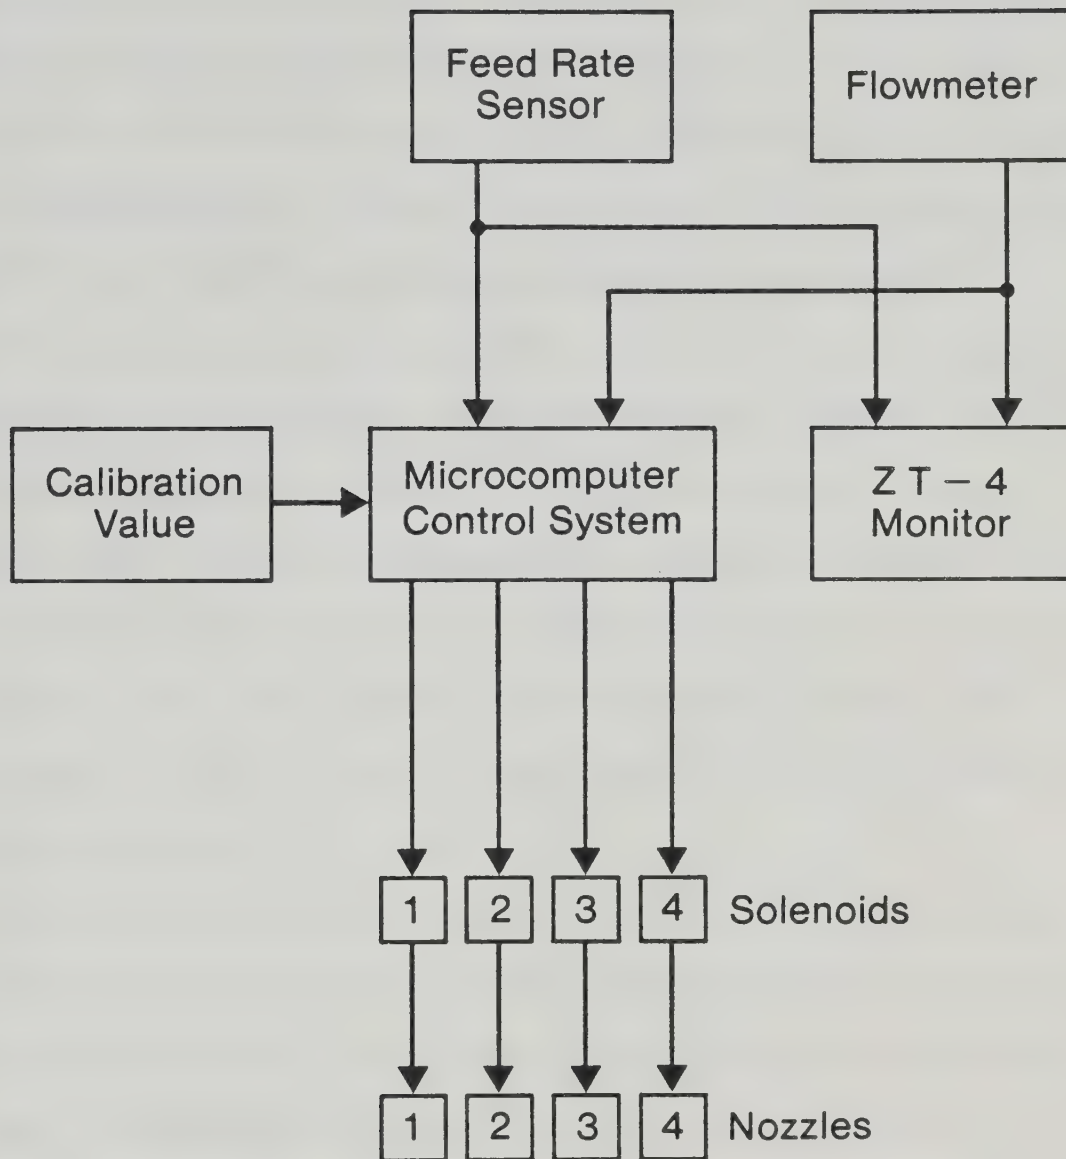 Feed Rate
Sensor
Flowmeter
Calibration
Value
Microcomputer
Control System
Z T – 4
Monitor
1 2 3 4 Solenoids
1 2 3 4 Nozzles